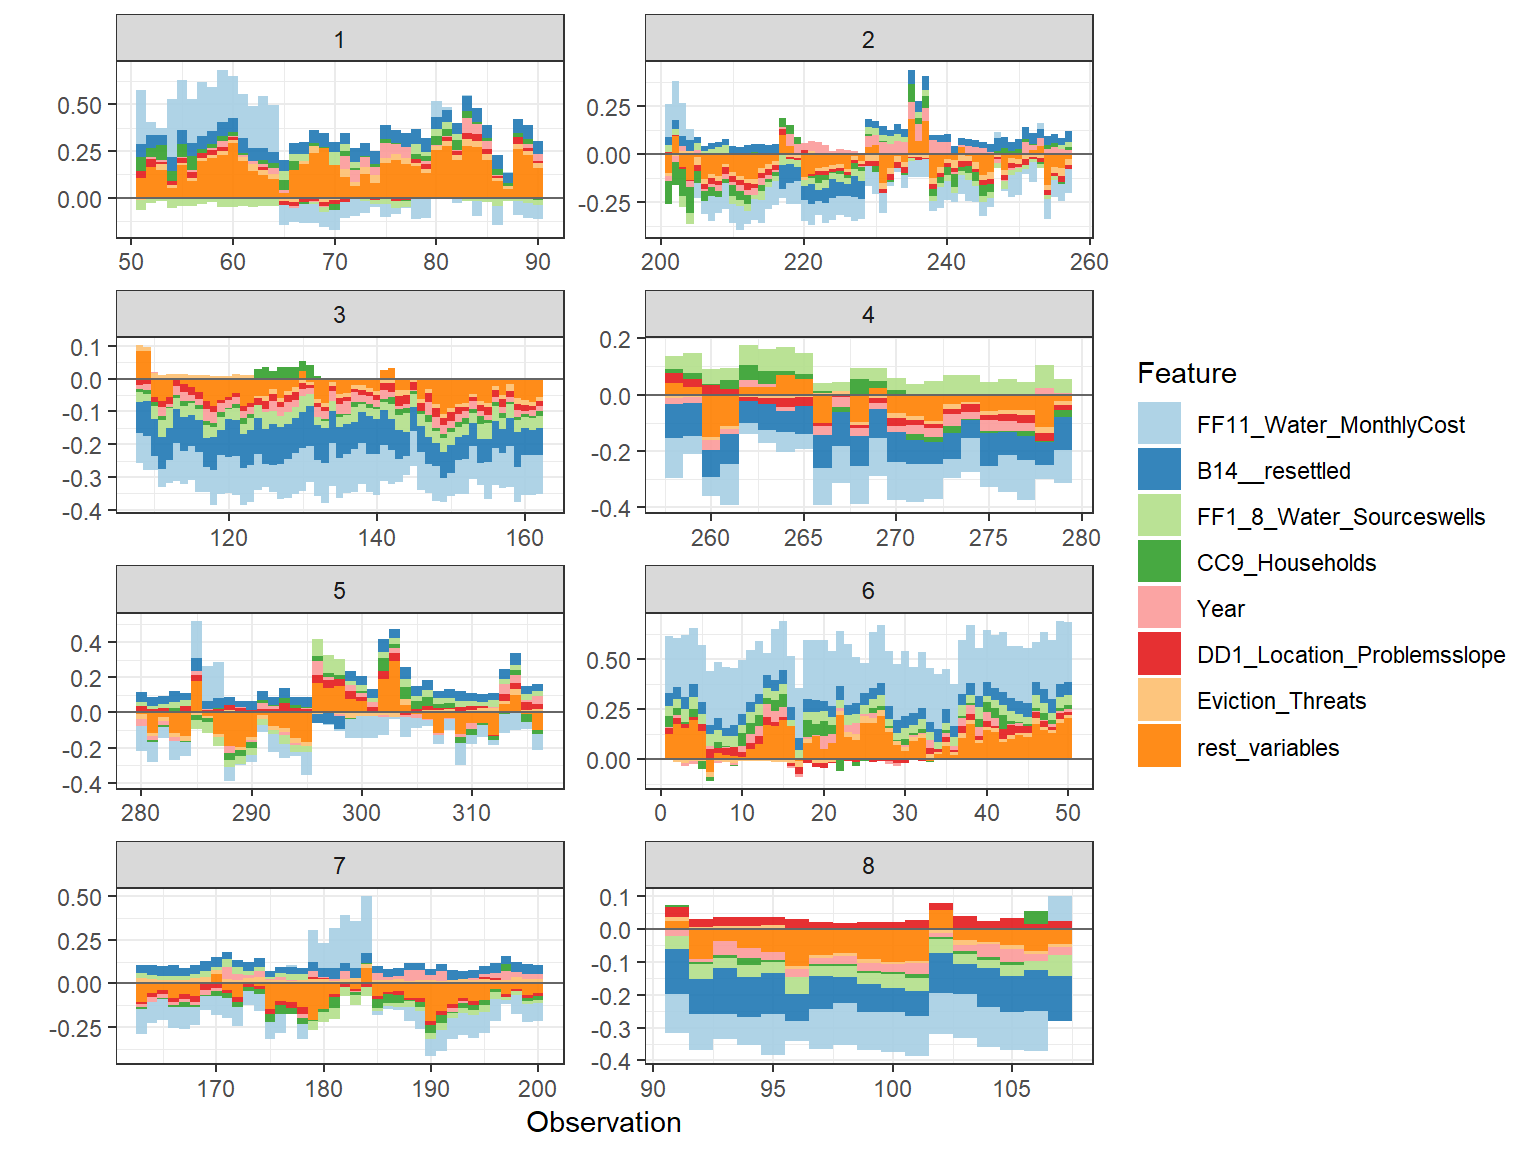 1
2
0.50
0.25
0.00
50 60 70 80 90
0.25
0.00
-0.25
200 220 240 260
3
4
0.1
0.0
-0.1
-0.2
-0.3
-0.4
120 140 160
0.2
0.0
-0.2
-0.4
260 265 270 275 280
5
6
0.4
0.2
0.0
-0.2
-0.4
280 290 300 310
0.50
0.25
0.00
0 10 20 30 40 50
7
8
0.50
0.25
0.00
-0.25
170 180 190 200
0.1
0.0
-0.1
-0.2
-0.3
-0.4
90 95 100 105
Observation
Feature
FF11_Water_MonthlyCost
B14__resettled
FF1_8_Water_Sourceswells
CC9_Households
Year
DD1_Location_Problemsslope
Eviction_Threats
rest_variables